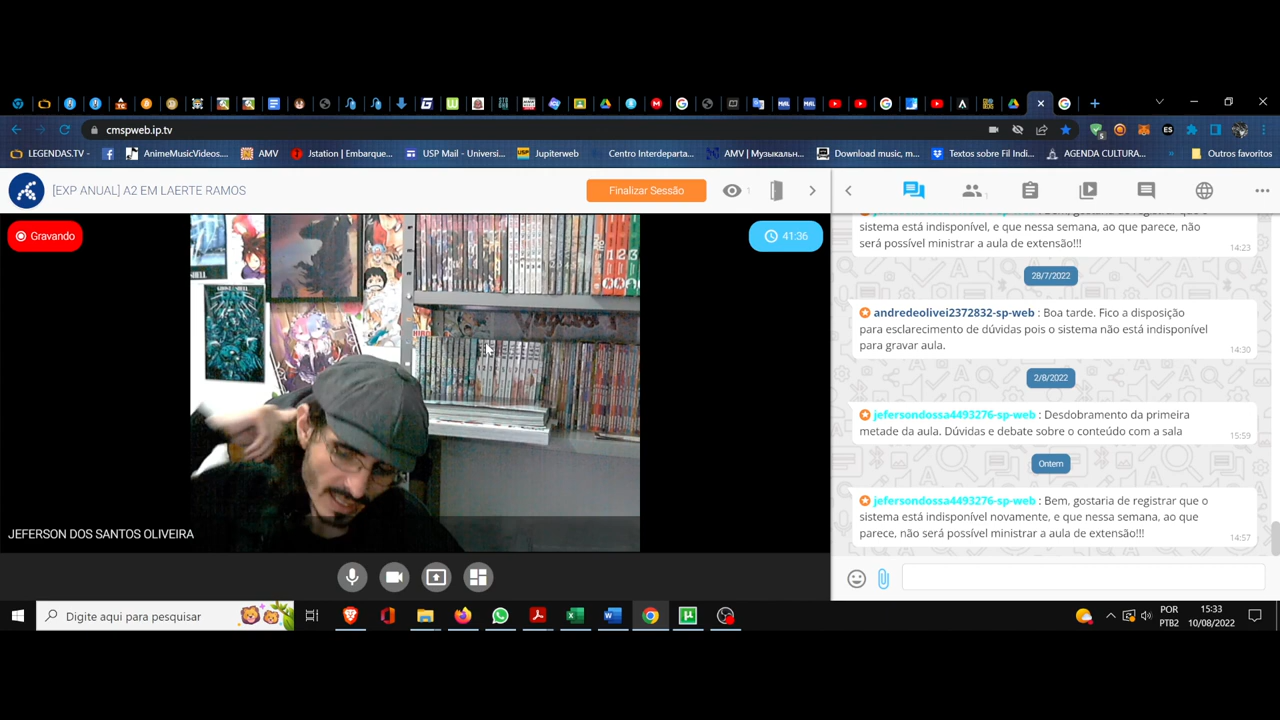 cmspweb.ip.tv
LEGENDAS.TV -
AnimeMusicVideos....
AMV
Jstation | Embarque...
USP Mail - Universi...
Jupiterweb
Centro Interdeparta...
AMV | Музыкальн...
Download music, m...
Textos sobre Fil Indi...
AGENDA CULTURA...
»
Outros favoritos
[EXP ANUAL] A2 EM LAERTE RAMOS
Finalizar Sessão
1
1
Gravando
41:36
JEFERSON DOS SANTOS OLIVEIRA
sistema está indisponível, e que nessa semana, ao que parece, não
será possível ministrar a aula de extensão!!!
14:23
28/7/2022
andredeolivei2372832-sp-web : Boa tarde. Fico a disposição
para esclarecimento de dúvidas pois o sistema não está indisponível
para gravar aula.
14:30
2/8/2022
jefersondossa4493276-sp-web : Desdobramento da primeira
metade da aula. Dúvidas e debate sobre o conteúdo com a sala
15:59
Ontem
jefersondossa4493276-sp-web : Bem, gostaria de registrar que o
sistema está indisponível novamente, e que nessa semana, ao que
parece, não será possível ministrar a aula de extensão!!!
14:57
Digite aqui para pesquisar
POR
PTB2
15:33
10/08/2022